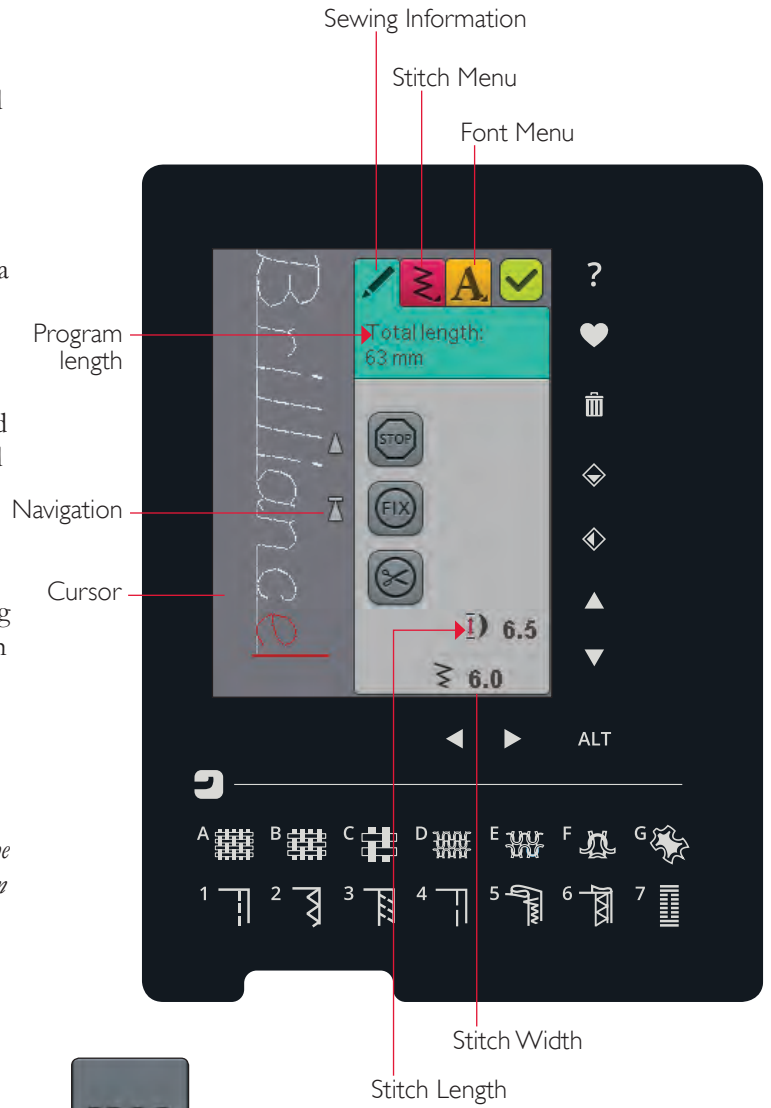 Sewing Information
Stitch Menu
Font Menu
d
a
d
l
g
n
Program
length
Navigation
Cursor
Brilliance
A
Total length:
63 mm
STOP
FIX
6.5
6.0
?
ALT
A B C D E F G
1 2 3 4 5 6 7
Stitch Width
Stitch Length